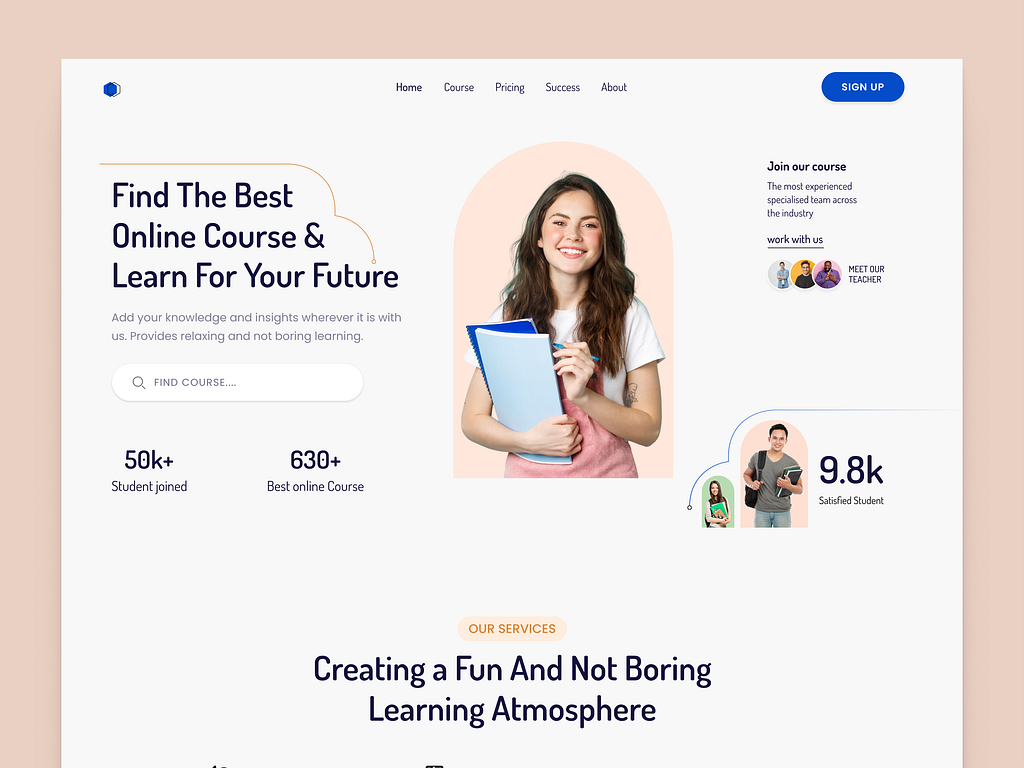 Home
Course
Pricing
Success
About
SIGN UP
Find The Best
Online Course &
Learn For Your Future
Add your knowledge and insights wherever it is with
us. Provides relaxing and not boring learning.
FIND COURSE....
50k+
Student joined
630+
Best online Course
Join our course
The most experienced
specialised team across
the industry
work with us
MEET OUR
TEACHER
9.8k
Satisfied Student
OUR SERVICES
Creating a Fun And Not Boring
Learning Atmosphere